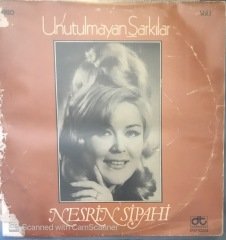 Unutulmayan Şarkılar
NESRİN SİPAHİ
Scanned with CamScanner